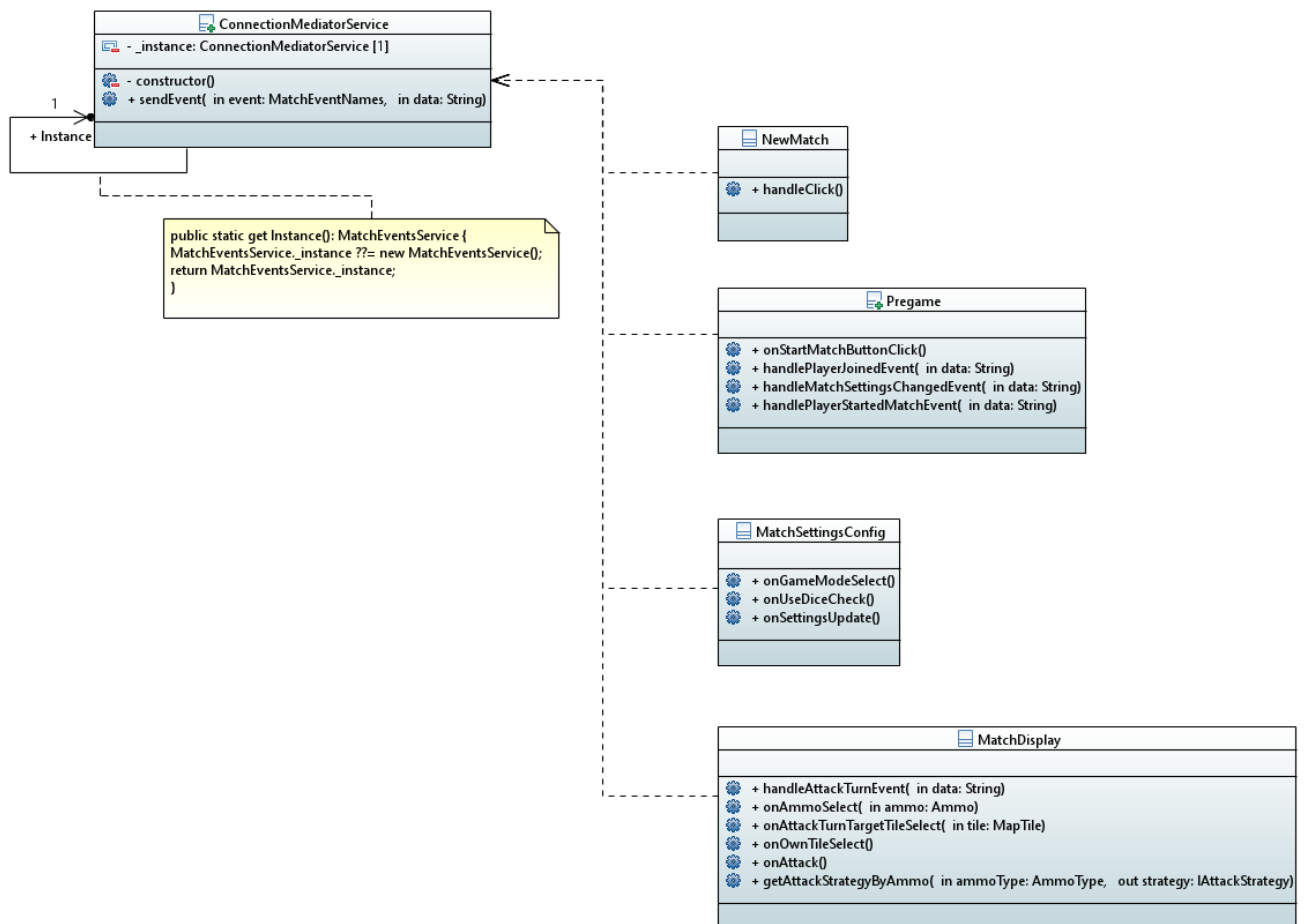 ConnectionMediatorService
- _instance: ConnectionMediatorService [1]
- constructor()
+ sendEvent( in event: MatchEventNames, in data: String)
1
+ Instance
public static get Instance(): MatchEventsService {
MatchEventsService._instance ??= new MatchEventsService();
return MatchEventsService._instance;
}
NewMatch
+ handleClick()
Pregame
+ onStartMatchButtonClick()
+ handlePlayerJoinedEvent( in data: String)
+ handleMatchSettingsChangedEvent( in data: String)
+ handlePlayerStartedMatchEvent( in data: String)
MatchSettingsConfig
+ onGameModeSelect()
+ onUseDiceCheck()
+ onSettingsUpdate()
MatchDisplay
+ handleAttackTurnEvent( in data: String)
+ onAmmoSelect( in ammo: Ammo)
+ onAttackTurnTargetTileSelect( in tile: MapTile)
+ onOwnTileSelect()
+ onAttack()
+ getAttackStrategyByAmmo( in ammoType: AmmoType, out strategy: IAttackStrategy)